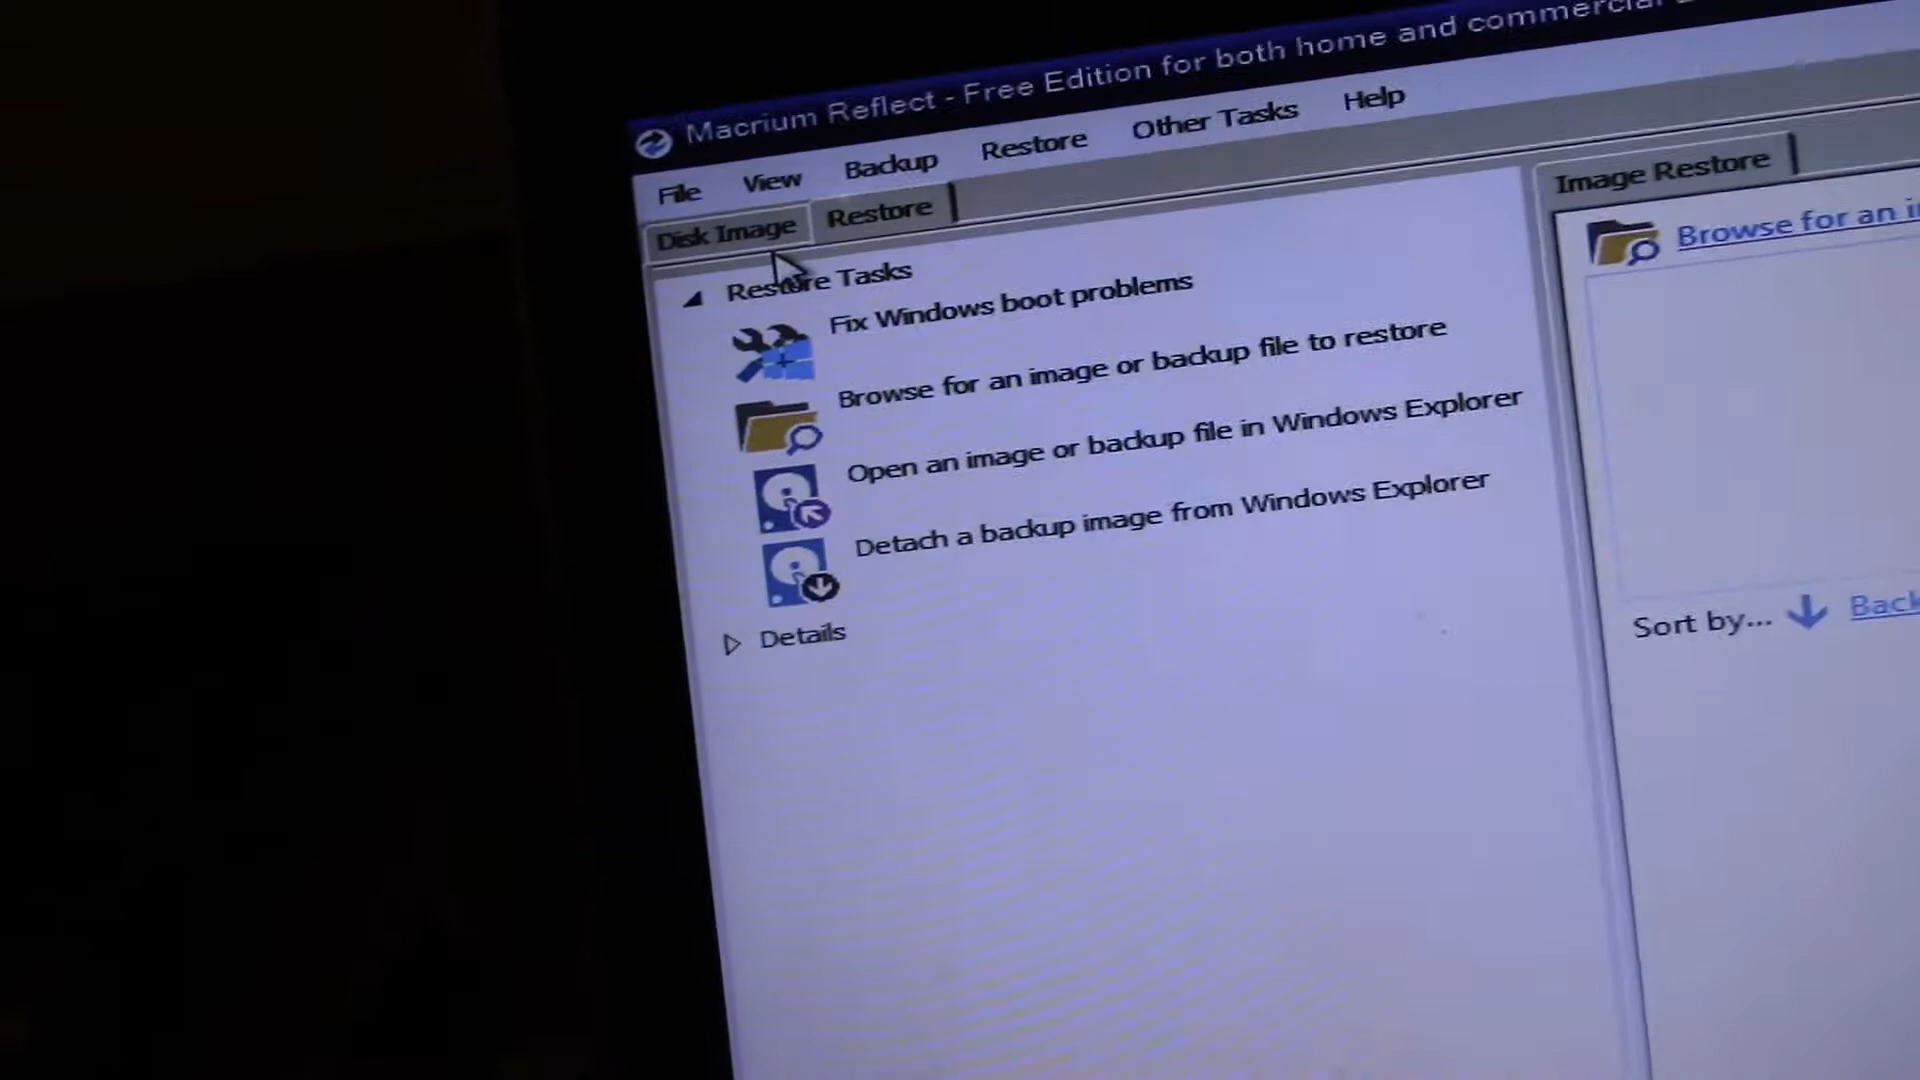 Macrium Reflect - Free Edition for both home and commercial
File View Backup Restore Other Tasks Help
Disk Image Restore
Restore Tasks
Fix Windows boot problems
Browse for an image or backup file to restore
Open an image or backup file in Windows Explorer
Detach a backup image from Windows Explorer
Details
Image Restore
Browse for an
Sort by...